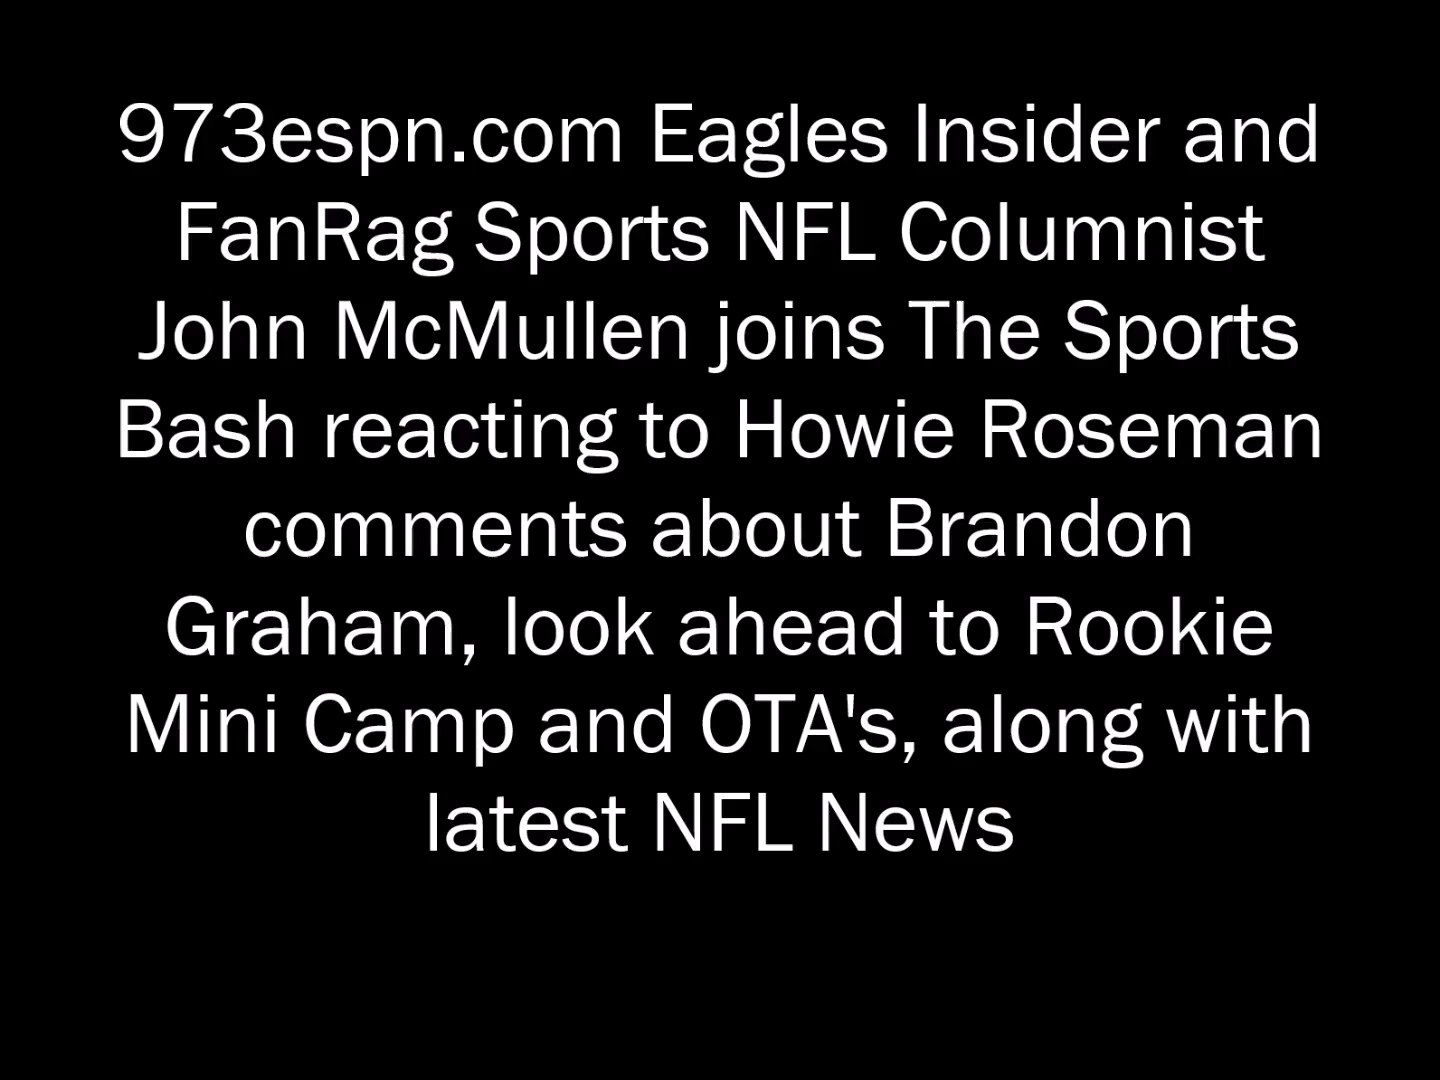 973espn.com Eagles Insider and
FanRag Sports NFL Columnist
John McMullen joins The Sports
Bash reacting to Howie Roseman
comments about Brandon
Graham, look ahead to Rookie
Mini Camp and OTA's, along with
latest NFL News